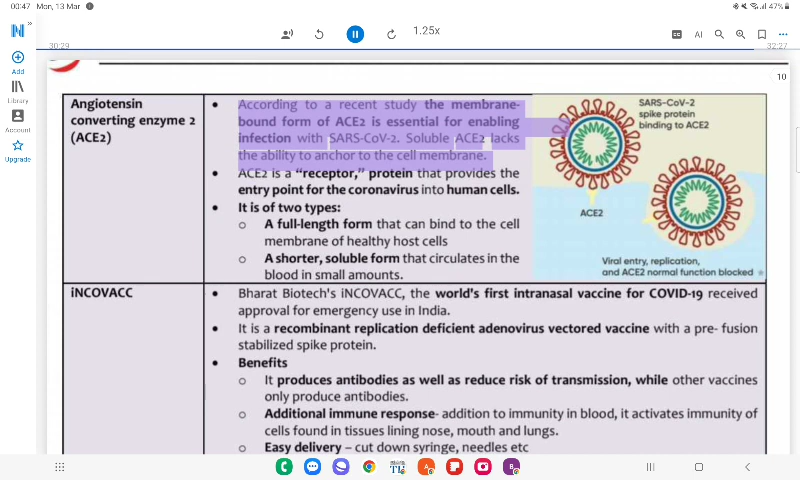 00:47 Mon, 13 Mar
47%
N »
1.25x
CC AI
30:29
32:27
Add
Library
Account
Upgrade
10
Angiotensin
converting enzyme 2
(ACE2)
• According to a recent study the membrane-
bound form of ACE2 is essential for enabling
infection with SARS-CoV-2. Soluble ACE2 lacks
the ability to anchor to the cell membrane.
• ACE2 is a “receptor,” protein that provides the
entry point for the coronavirus into human cells.
• It is of two types:
o A full-length form that can bind to the cell
membrane of healthy host cells
o A shorter, soluble form that circulates in the
blood in small amounts.
SARS-CoV-2
spike protein
binding to ACE2
ACE2
Viral entry, replication,
and ACE2 normal function blocked
iNCOVACC
• Bharat Biotech's iNCOVACC, the world's first intranasal vaccine for COVID-19 received
approval for emergency use in India.
• It is a recombinant replication deficient adenovirus vectored vaccine with a pre- fusion
stabilized spike protein.
• Benefits
o It produces antibodies as well as reduce risk of transmission, while other vaccines
only produce antibodies.
o Additional immune response- addition to immunity in blood, it activates immunity of
cells found in tissues lining nose, mouth and lungs.
o Easy delivery – cut down syringe, needles etc